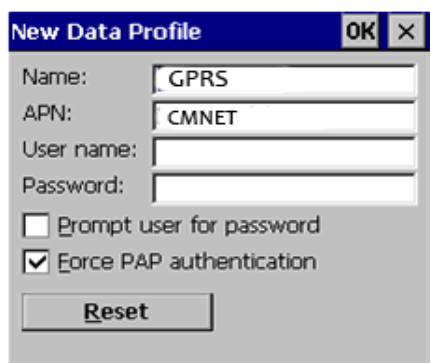 New Data Profile OK ×
Name: GPRS
APN: CMNET
User name:
Password:
Prompt user for password
Force PAP authentication
Reset